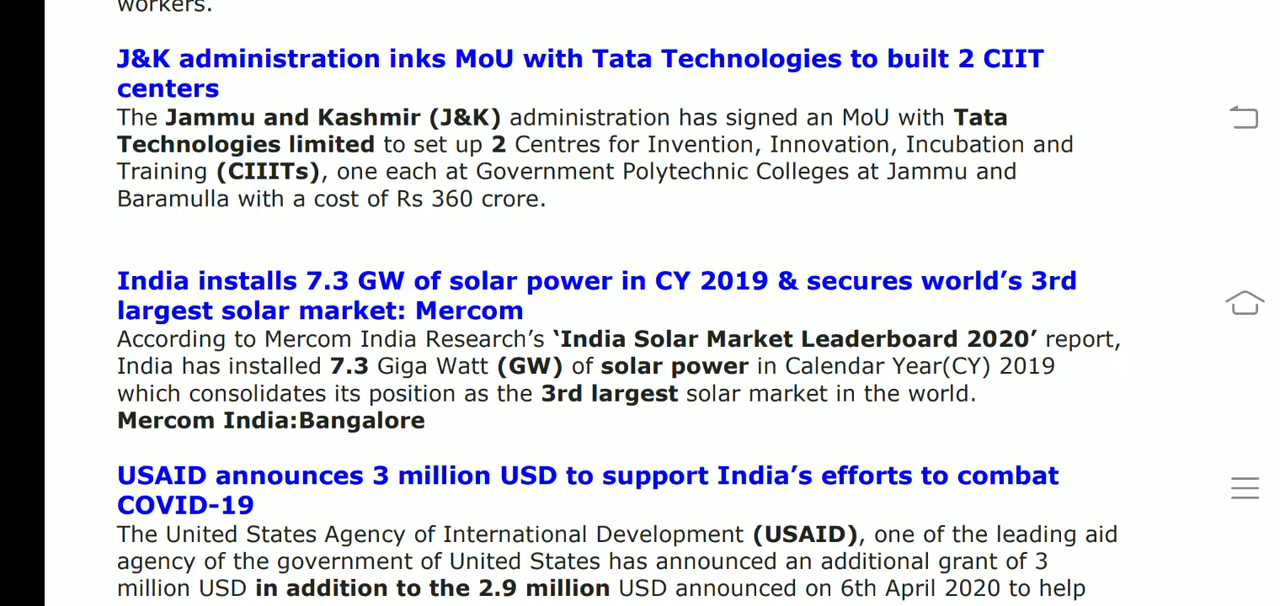 workers.
J&K administration inks MoU with Tata Technologies to built 2 CIIT
centers
The Jammu and Kashmir (J&K) administration has signed an MoU with Tata
Technologies limited to set up 2 Centres for Invention, Innovation, Incubation and
Training (CIIITs), one each at Government Polytechnic Colleges at Jammu and
Baramulla with a cost of Rs 360 crore.
India installs 7.3 GW of solar power in CY 2019 & secures world's 3rd
largest solar market: Mercom
According to Mercom India Research's ‘India Solar Market Leaderboard 2020’ report,
India has installed 7.3 Giga Watt (GW) of solar power in Calendar Year(CY) 2019
which consolidates its position as the 3rd largest solar market in the world.
Mercom India:Bangalore
USAID announces 3 million USD to support India's efforts to combat
COVID-19
The United States Agency of International Development (USAID), one of the leading aid
agency of the government of United States has announced an additional grant of 3
million USD in addition to the 2.9 million USD announced on 6th April 2020 to help